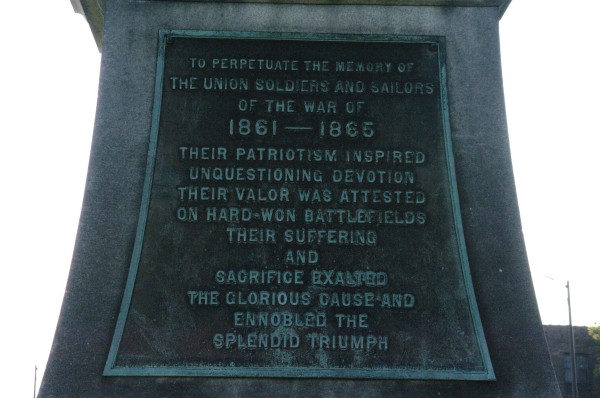 TO PERPETUATE THE MEMORY OF
THE UNION SOLDIERS AND SAILORS
OF THE WAR OF
1861 — 1865
THEIR PATRIOTISM INSPIRED
UNQUESTIONING DEVOTION
THEIR VALOR WAS ATTESTED
ON HARD-WON BATTLEFIELDS
THEIR SUFFERING
AND
SACRIFICE EXALTED
THE GLORIOUS CAUSE AND
ENNOBLED THE
SPLENDID TRIUMPH